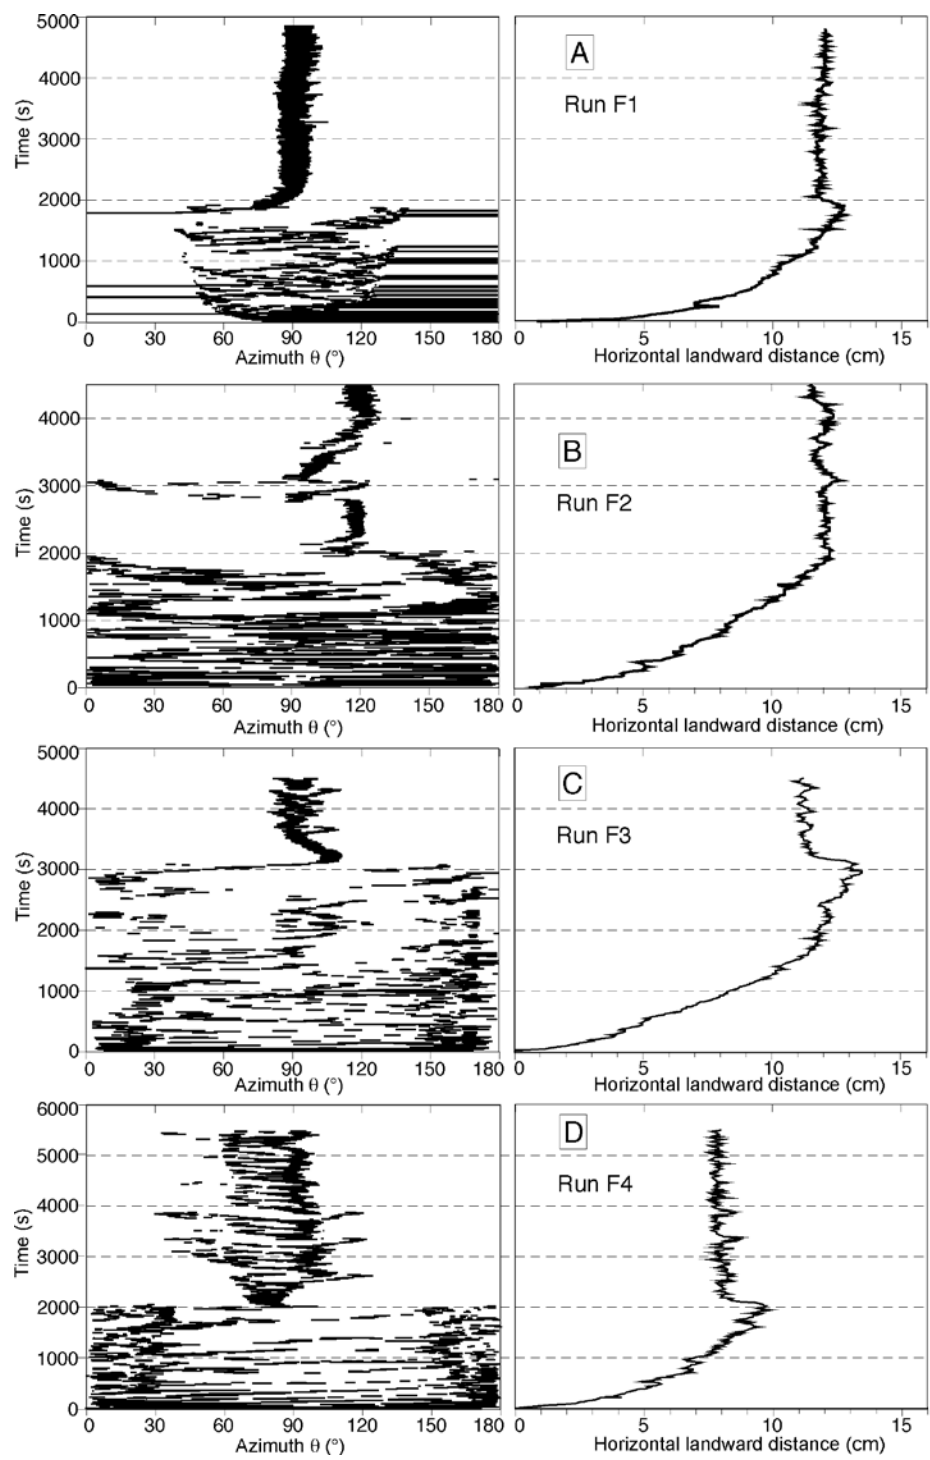 5000
4000
3000
2000
1000
0
Time (s)
0 30 60 90 120 150 180
Azimuth θ (°)
A
Run F1
5 10 15
Horizontal landward distance (cm)
4000
3000
2000
1000
0
Time (s)
0 30 60 90 120 150 180
Azimuth θ (°)
B
Run F2
5 10 15
Horizontal landward distance (cm)
5000
4000
3000
2000
1000
0
Time (s)
0 30 60 90 120 150 180
Azimuth θ (°)
C
Run F3
5 10 15
Horizontal landward distance (cm)
6000
5000
4000
3000
2000
1000
0
Time (s)
0 30 60 90 120 150 180
Azimuth θ (°)
D
Run F4
0 5 10 15
Horizontal landward distance (cm)